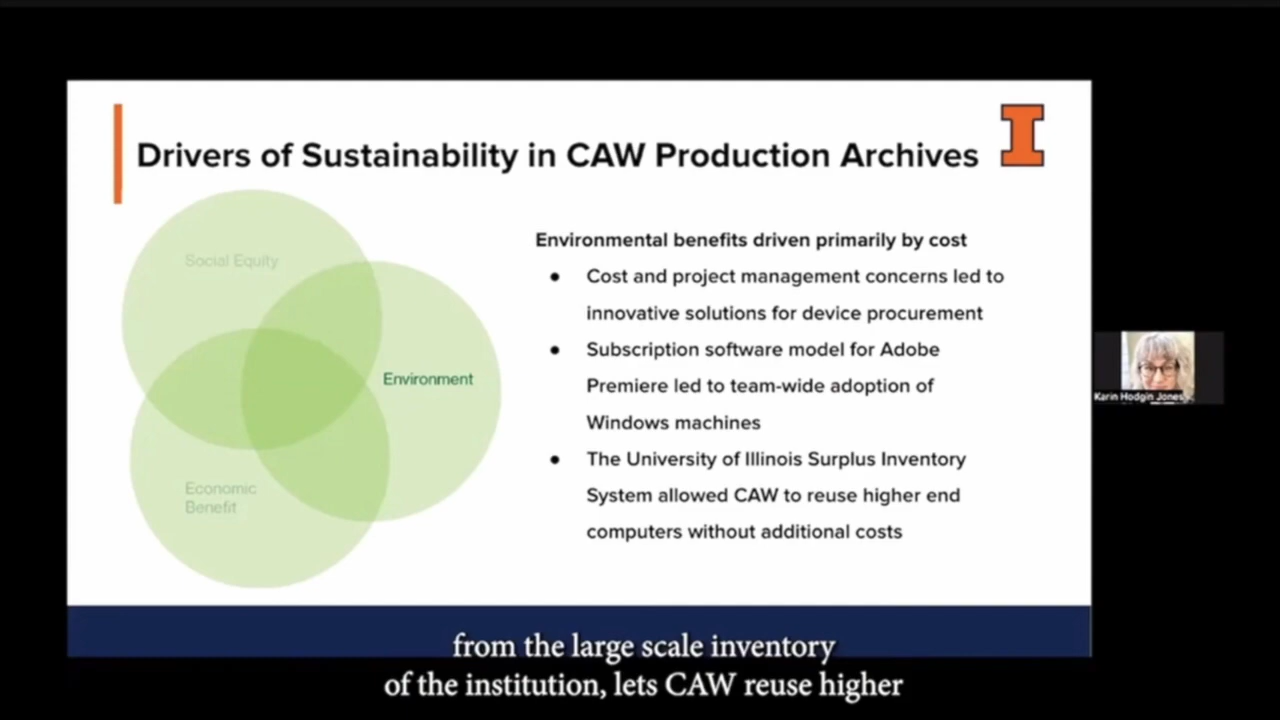 Drivers of Sustainability in CAW Production Archives
Social Equity
Environment
Economic
Benefit
Environmental benefits driven primarily by cost
● Cost and project management concerns led to
innovative solutions for device procurement
● Subscription software model for Adobe
Premiere led to team-wide adoption of
Windows machines
● The University of Illinois Surplus Inventory
System allowed CAW to reuse higher end
computers without additional costs
Karin Hodgin Jones
from the large scale inventory
of the institution, lets CAW reuse higher